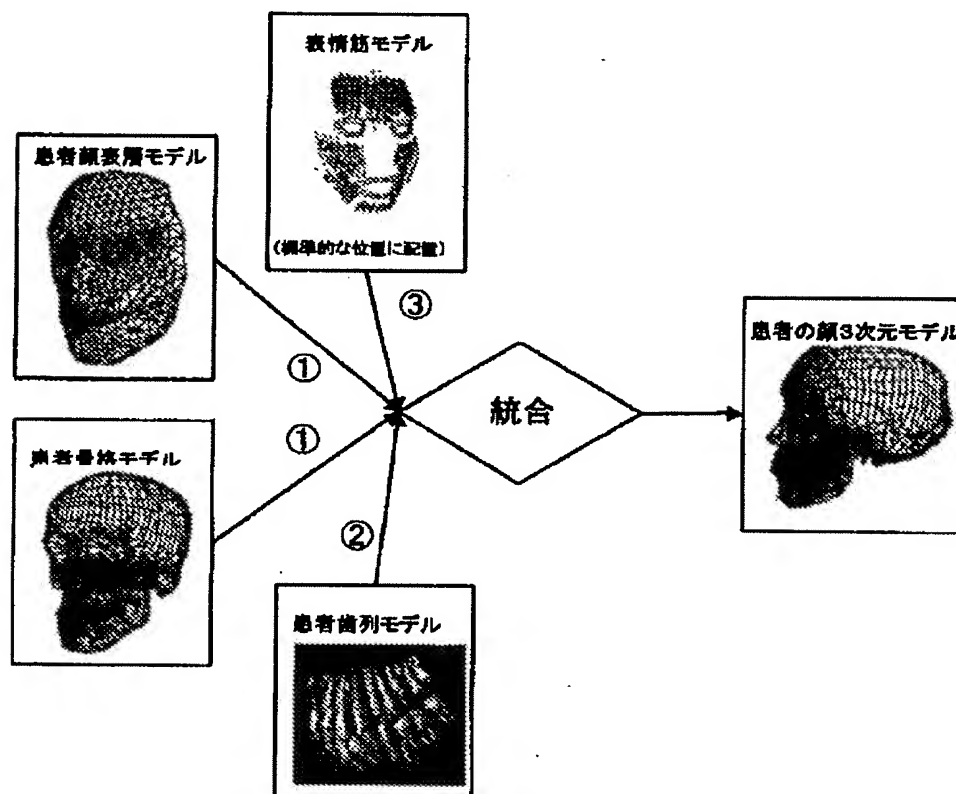 表情筋モデル
(標準的な位置に配置)
患者顔表層モデル
患者骨格モデル
患者歯列モデル
③
①
①
②
統合
患者の顔3次元モデル